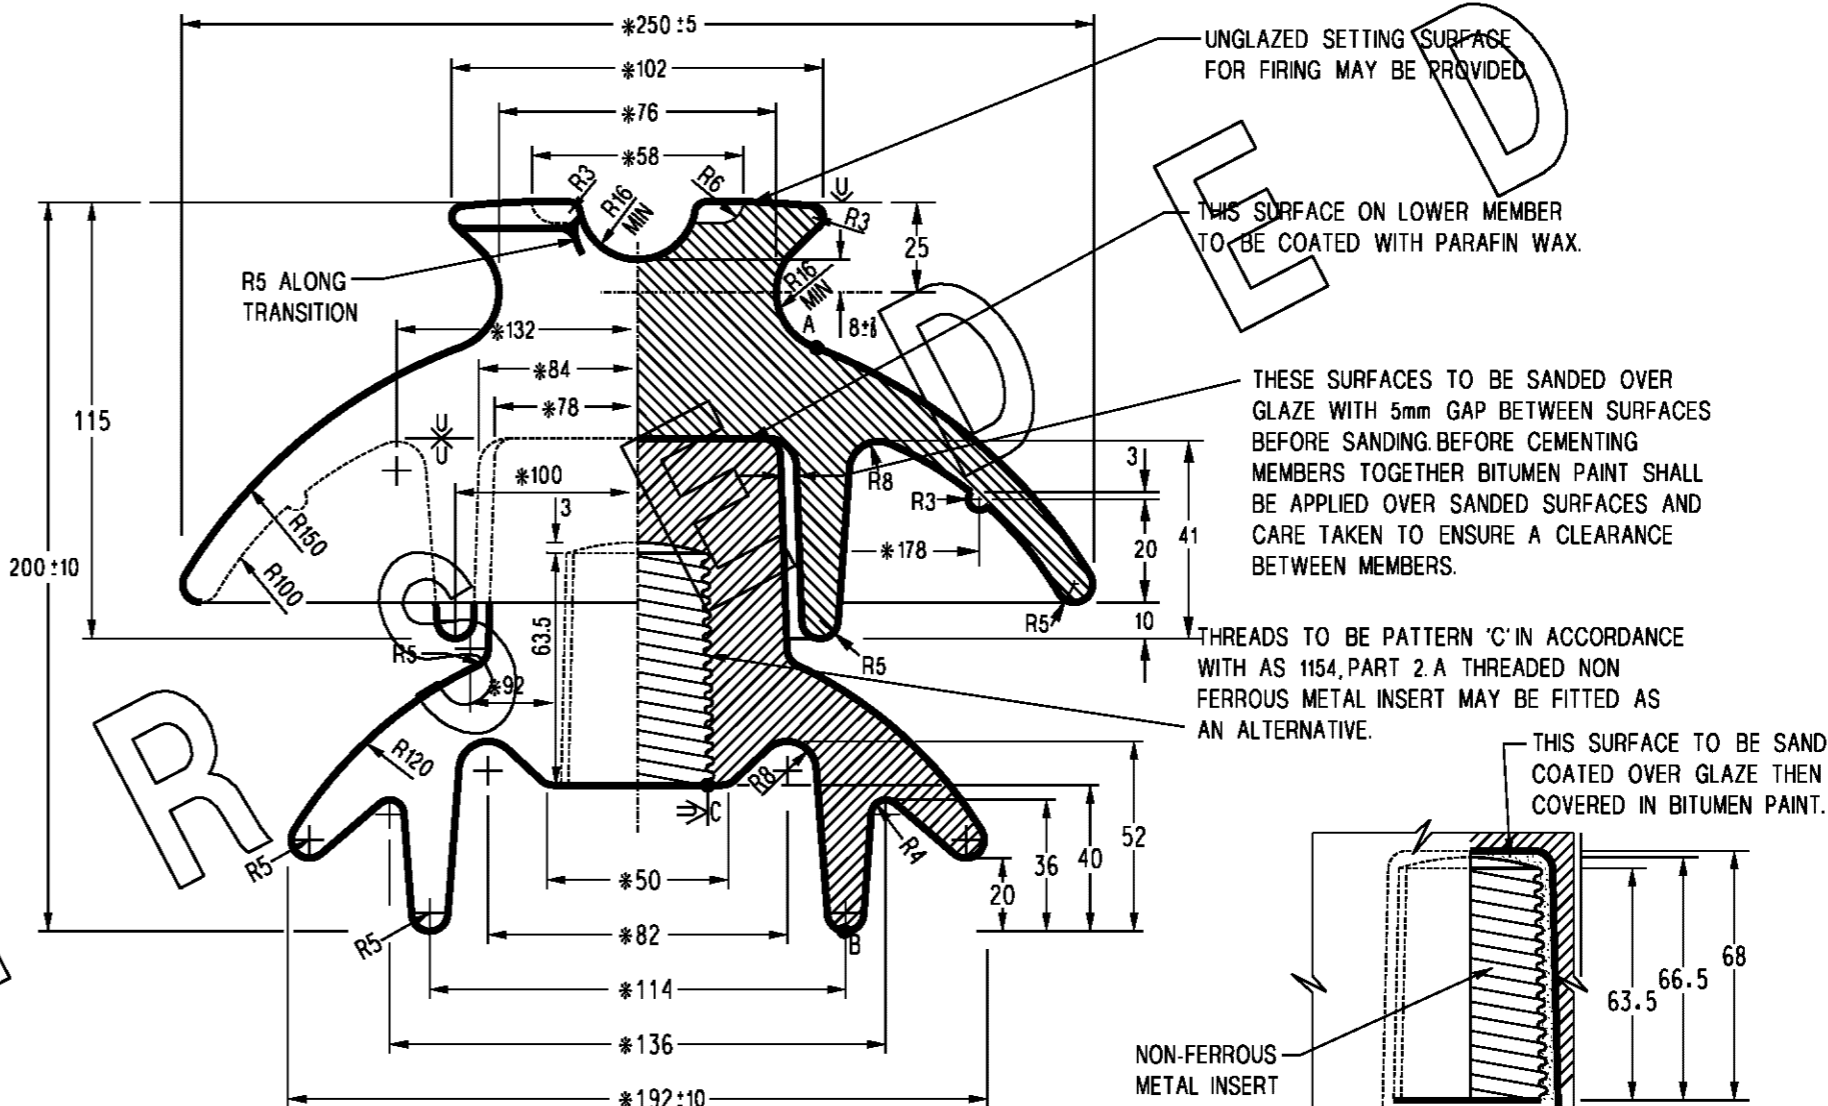 *250 ±5
*102
*76
*58
UNGLAZED SETTING SURFACE
FOR FIRING MAY BE PROVIDED
R3
R16
MIN
R6
U
R3
25
THIS SURFACE ON LOWER MEMBER
TO BE COATED WITH PARAFIN WAX.
R5 ALONG
TRANSITION
R16
MIN
A
*132
*84
*78
115
U
U
*100
3
THESE SURFACES TO BE SANDED OVER
GLAZE WITH 5mm GAP BETWEEN SURFACES
BEFORE SANDING. BEFORE CEMENTING
MEMBERS TOGETHER BITUMEN PAINT SHALL
BE APPLIED OVER SANDED SURFACES AND
CARE TAKEN TO ENSURE A CLEARANCE
BETWEEN MEMBERS.
R8
R3
3
41
20
*178
R150
R100
200 ±10
63.5
R5
10
R5
R5
*92
THREADS TO BE PATTERN 'C' IN ACCORDANCE
WITH AS 1154, PART 2. A THREADED NON
FERROUS METAL INSERT MAY BE FITTED AS
AN ALTERNATIVE.
R120
R8
U
C
R4
R5
R5
B
*50
20
36
40
52
*82
*114
*136
*192±10
THIS SURFACE TO BE SAND
COATED OVER GLAZE THEN
COVERED IN BITUMEN PAINT.
63.5
66.5
68
NON-FERROUS
METAL INSERT
R
C
E
D
E
D